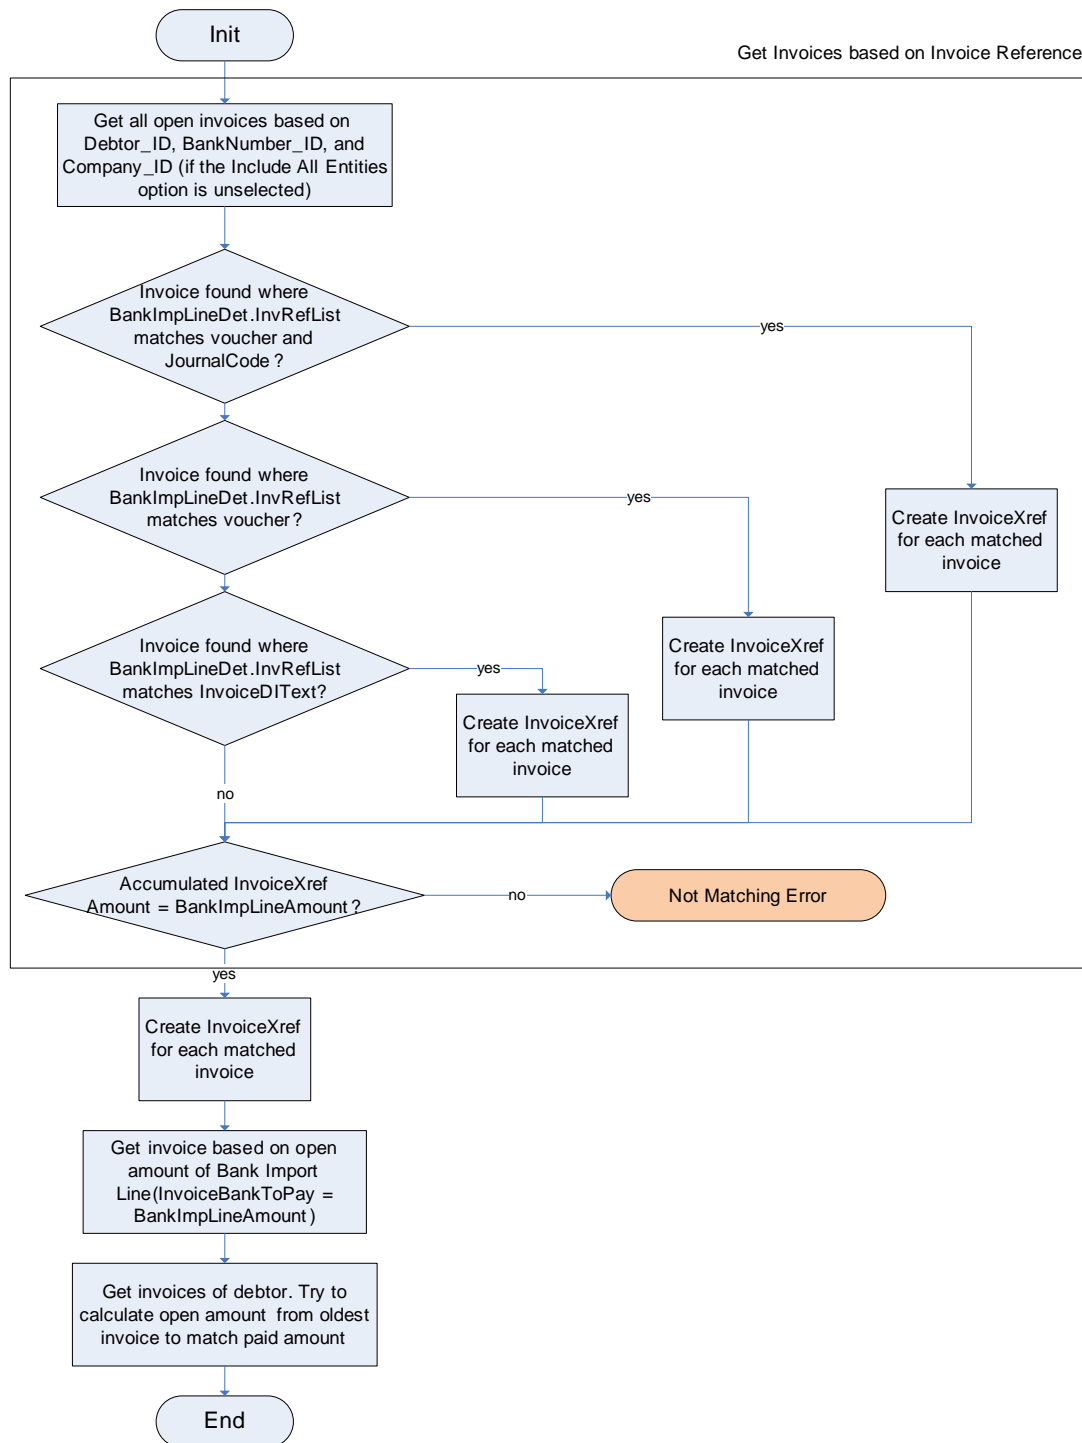 Init
Get Invoices based on Invoice Reference
Get all open invoices based on
Debtor_ID, BankNumber_ID, and
Company_ID (if the Include All Entities
option is unselected)
Invoice found where
BankImpLineDet.InvRefList
matches voucher and
JournalCode?
yes
Invoice found where
BankImpLineDet.InvRefList
matches voucher?
yes
Create InvoiceXref
for each matched
invoice
Invoice found where
BankImpLineDet.InvRefList
matches InvoiceDIText?
yes
Create InvoiceXref
for each matched
invoice
Create InvoiceXref
for each matched
invoice
no
Accumulated InvoiceXref
Amount = BankImpLineAmount?
no
Not Matching Error
yes
Create InvoiceXref
for each matched
invoice
Get invoice based on open
amount of Bank Import
Line(InvoiceBankToPay =
BankImpLineAmount)
Get invoices of debtor. Try to
calculate open amount from oldest
invoice to match paid amount
End